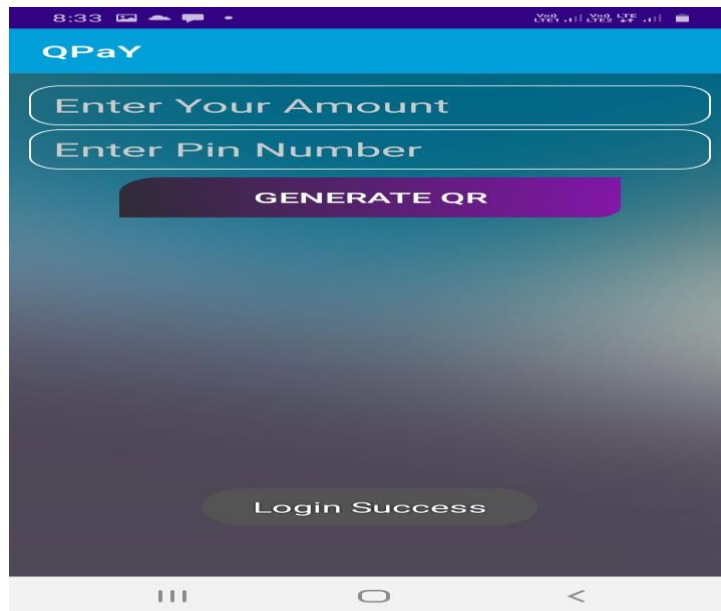 8:33
QPaY
Enter Your Amount
Enter Pin Number
GENERATE QR
Login Success